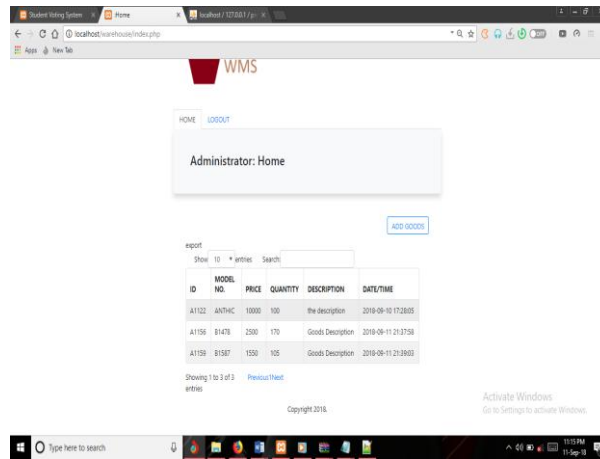 Student Voting System
Home
localhost / 127.0.0.1 / p
localhost/warehouse/index.php
Apps New Tab
WMS
HOME LOGOUT
Administrator: Home
ADD GOODS
export
Show 10 entries Search:
ID MODEL NO. PRICE QUANTITY DESCRIPTION DATE/TIME
A1122 ANTHIC 10000 100 the description 2018-09-10 17:28:05
A1156 B1478 2500 170 Goods Description 2018-09-11 21:37:58
A1159 B1587 1550 105 Goods Description 2018-09-11 21:39:03
Showing 1 to 3 of 3 entries
Previous1Next
Copyright 2018.
Activate Windows
Go to Settings to activate Windows.
Type here to search
11:15 PM
11-Sep-18